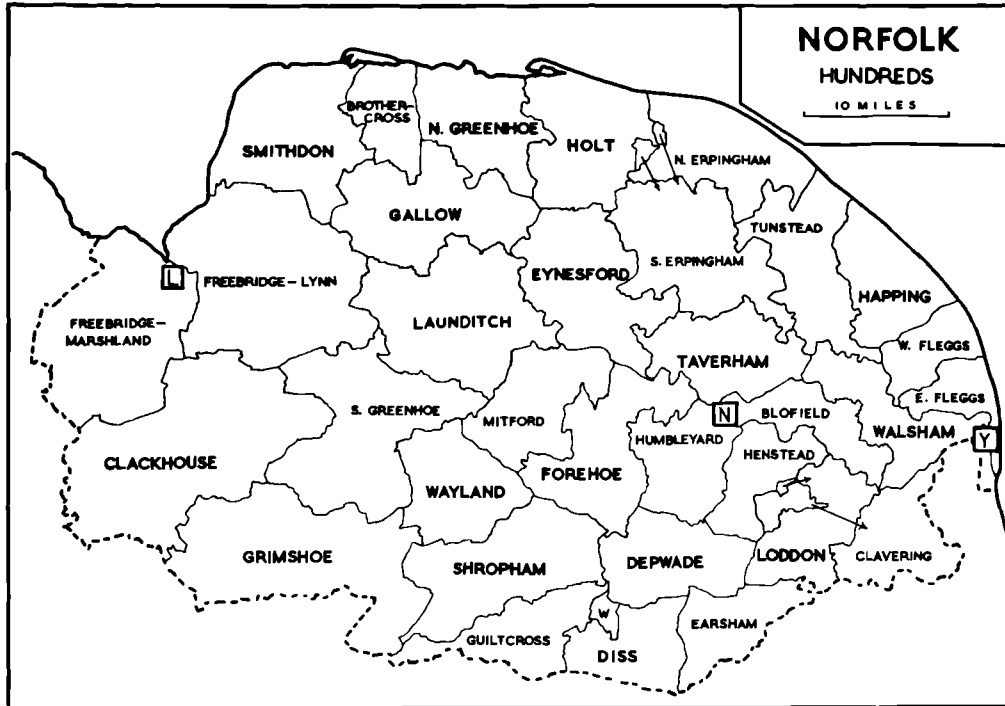 NORFOLK
HUNDREDS
10 MILES
BROTHER-
CROSS
N. GREENHOE
HOLT
SMITHDON
N. ERPINGHAM
GALLOW
TUNSTEAD
S. ERPINGHAM
EYNESFORD
L
FREEBRIDGE-LYNN
HAPPING
LAUNDITCH
FREEBRIDGE-
MARSHLAND
W. FLEGGS
TAVERHAM
E. FLEGGS
S. GREENHOE
MITFORD
N
BLOFIELD
WALSHAM
Y
HUMBLEYARD
HENSTEAD
CLACKHOUSE
FOREHOE
WAYLAND
GRIMSHOE
SHROPHAM
DEPWADE
LODDON
CLAVERING
W
EARSHAM
GUILTCROSS
DISS